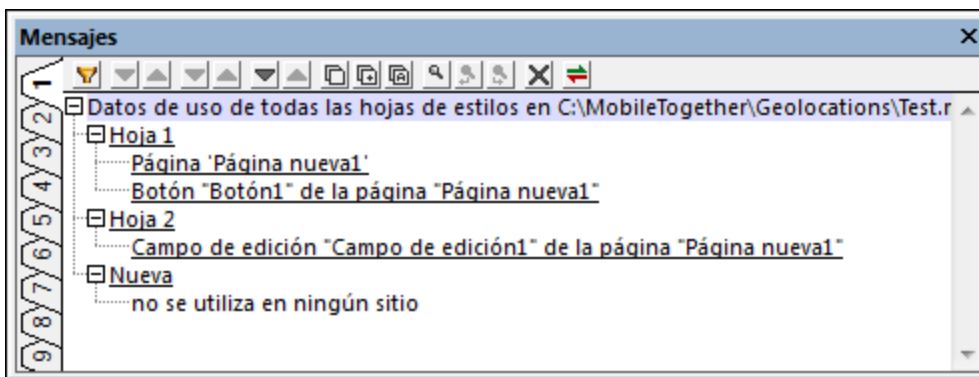 Mensajes
Datos de uso de todas las hojas de estilos en C:\MobileTogether\Geolocations\Test.r
Hoja 1
Página 'Página nueva1'
Botón "Botón1" de la página "Página nueva1"
Hoja 2
Campo de edición "Campo de edición1" de la página "Página nueva1"
Nueva
no se utiliza en ningún sitio
1
2
3
4
5
6
7
8
9